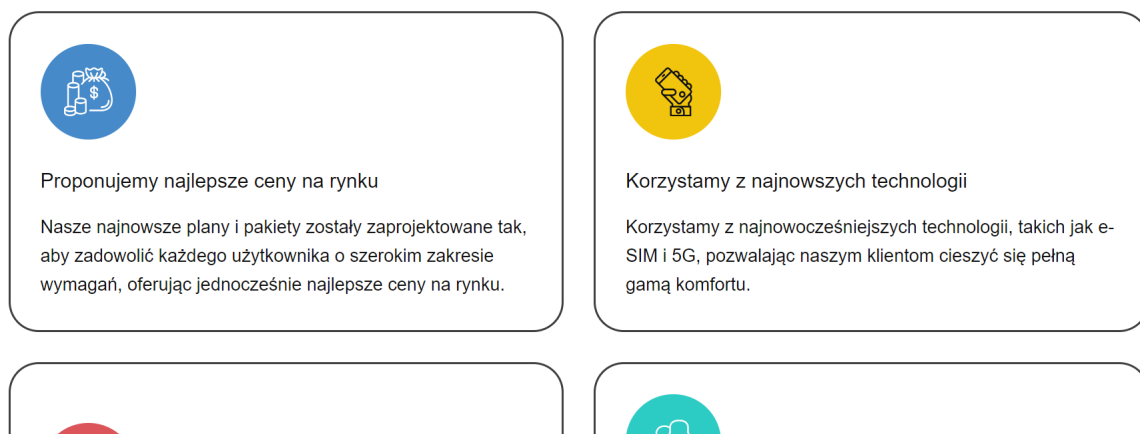 Proponujemy najlepsze ceny na rynku
Nasze najnowsze plany i pakiety zostały zaprojektowane tak,
aby zadowolić każdego użytkownika o szerokim zakresie
wymagań, oferując jednocześnie najlepsze ceny na rynku.
Korzystamy z najnowszych technologii
Korzystamy z najnowocześniejszych technologii, takich jak e-
SIM i 5G, pozwalając naszym klientom cieszyć się pełną
gamą komfortu.